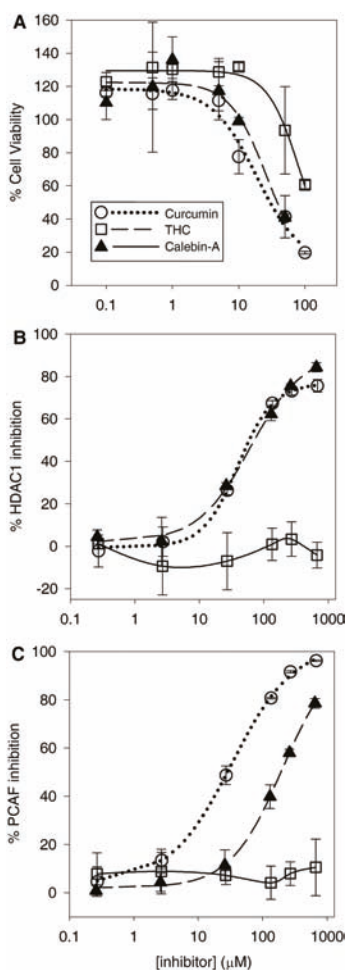 A
160
140
120
100
80
60
40
20
0
% Cell Viability
Curcumin
THC
Calebin-A
0.1 1 10 100
B
100
80
60
40
20
0
-20
% HDAC1 inhibition
0.1 1 10 100 1000
C
100
80
60
40
20
0
% PCAF inhibition
0.1 1 10 100 1000
[inhibitor] (μM)